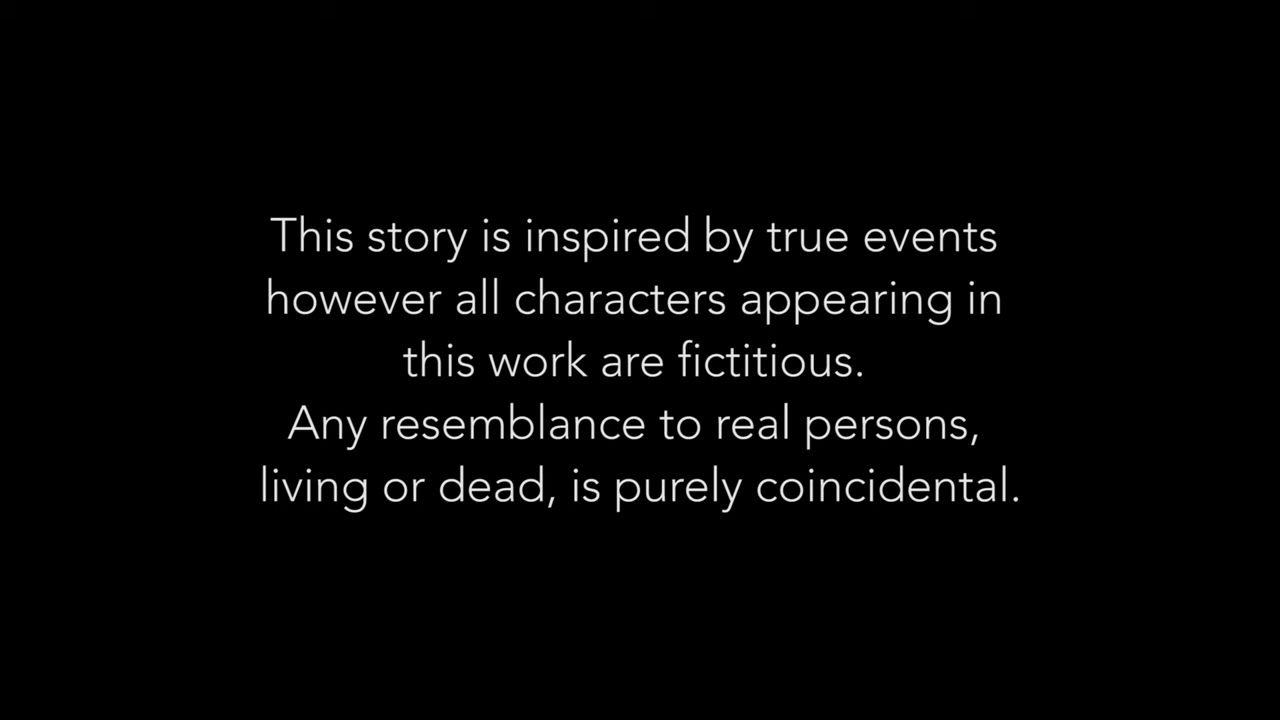 This story is inspired by true events
however all characters appearing in
this work are fictitious.
Any resemblance to real persons,
living or dead, is purely coincidental.